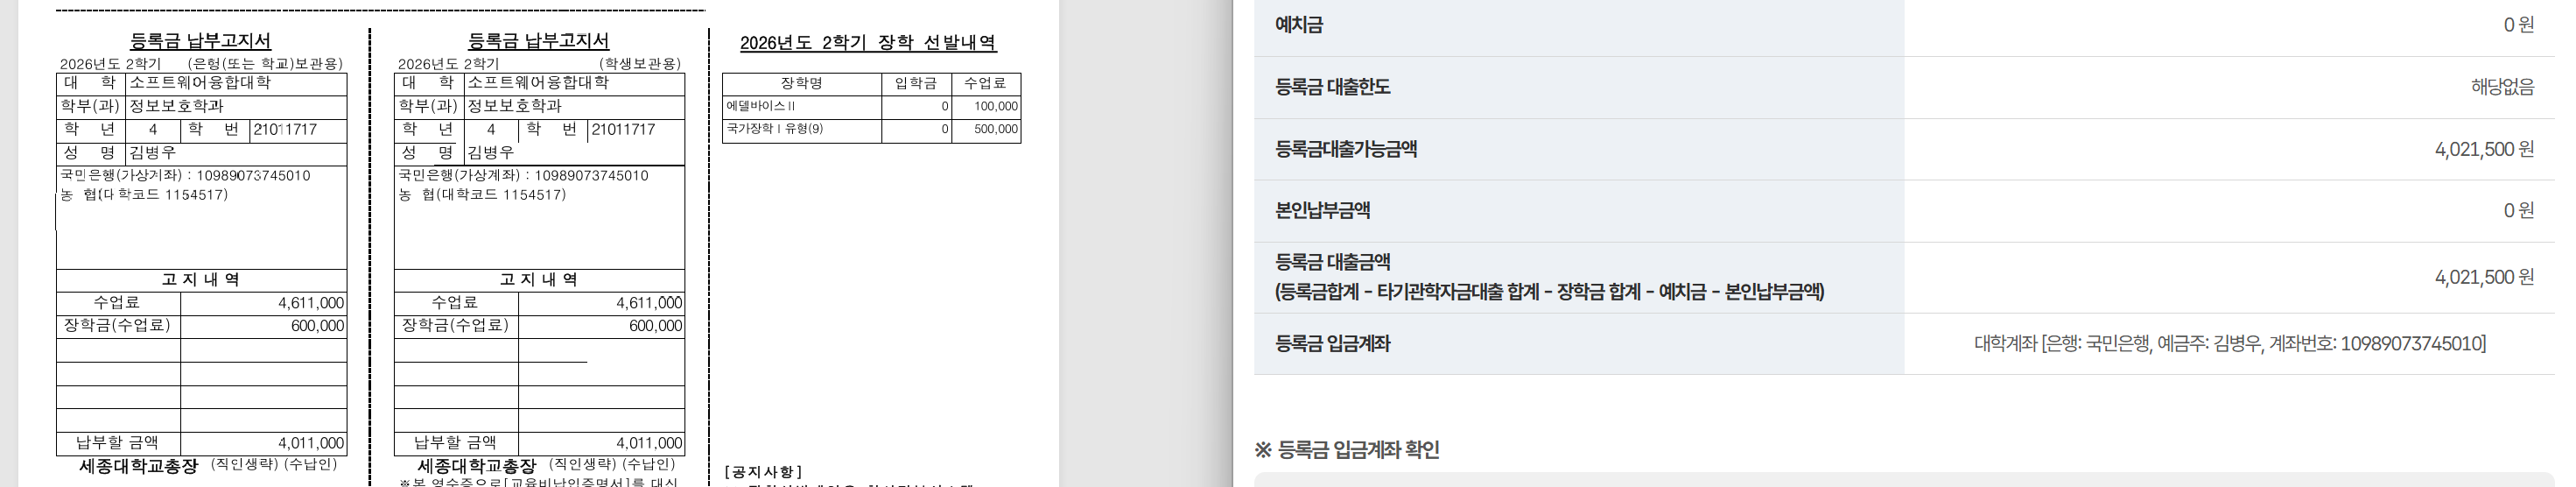 등록금 납부고지서
2026년도 2학기 (은행(또는 학교)보관용)
대 학 소프트웨어융합대학
학부(과) 정보보호학과
학 년 4 학 번 21011717
성 명 김병우
국민은행(가상계좌) : 10989073745010
농 협(대학코드 1154517)
고 지 내 역
수업료 4,611,000
장학금(수업료) 600,000
납부할 금액 4,011,000
세종대학교총장 (직인생략) (수납인)
등록금 납부고지서
2026년도 2학기 (학생보관용)
대 학 소프트웨어융합대학
학부(과) 정보보호학과
학 년 4 학 번 21011717
성 명 김병우
국민은행(가상계좌) : 10989073745010
농 협(대학코드 1154517)
고 지 내 역
수업료 4,611,000
장학금(수업료) 600,000
납부할 금액 4,011,000
세종대학교총장 (직인생략) (수납인)
※본 영수증으로[교육비납입증명서]를 대신
2026년도 2학기 장학 선발내역
장학명 입학금 수업료
에델바이스Ⅱ 0 100,000
국가장학Ⅰ유형(9) 0 500,000
[공지사항]
예치금 0 원
등록금 대출한도 해당없음
등록금대출가능금액 4,021,500 원
본인납부금액 0 원
등록금 대출금액
(등록금합계 - 타기관학자금대출 합계 - 장학금 합계 - 예치금 - 본인납부금액) 4,021,500 원
등록금 입금계좌 대학계좌 [은행: 국민은행, 예금주: 김병우, 계좌번호: 10989073745010]
※ 등록금 입금계좌 확인